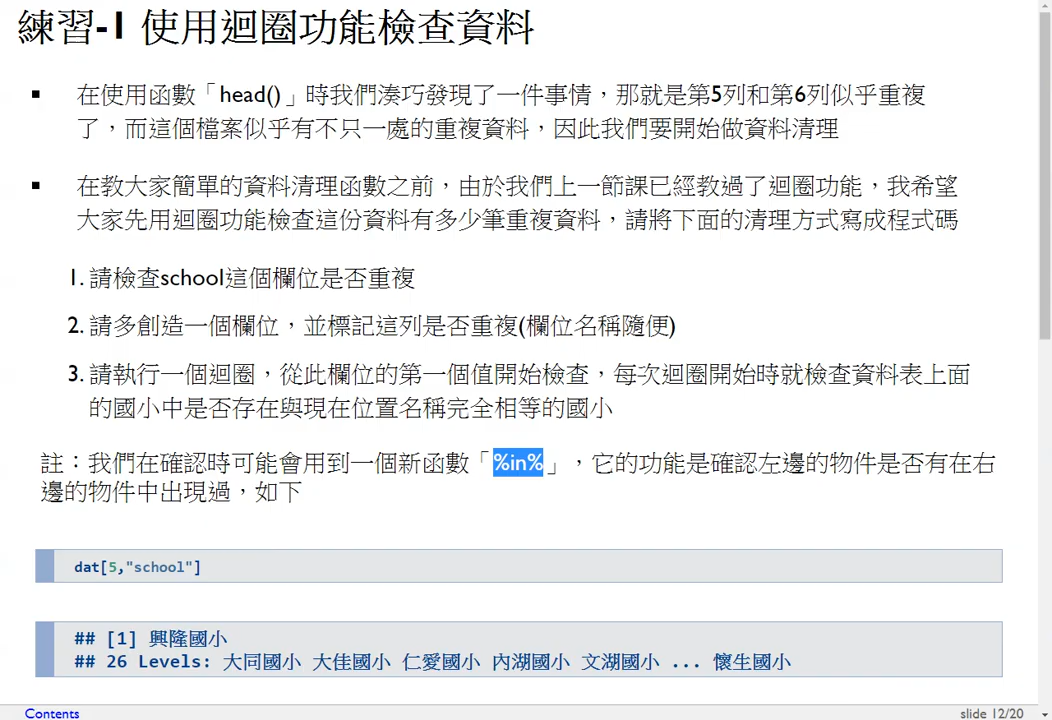 練習-1 使用迴圈功能檢查資料
▪ 在使用函數「head()」時我們湊巧發現了一件事情，那就是第5列和第6列似乎重複
了，而這個檔案似乎有不只一處的重複資料，因此我們要開始做資料清理
▪ 在教大家簡單的資料清理函數之前，由於我們上一節課已經教過了迴圈功能，我希望
大家先用迴圈功能檢查這份資料有多少筆重複資料，請將下面的清理方式寫成程式碼
1. 請檢查school這個欄位是否重複
2. 請多創造一個欄位，並標記這列是否重複(欄位名稱隨便)
3. 請執行一個迴圈，從此欄位的第一個值開始檢查，每次迴圈開始時就檢查資料表上面
的國小中是否存在與現在位置名稱完全相等的國小
註：我們在確認時可能會用到一個新函數「%in%」，它的功能是確認左邊的物件是否有在右
邊的物件中出現過，如下
dat[5,"school"]
## [1] 興隆國小
## 26 Levels: 大同國小 大佳國小 仁愛國小 內湖國小 文湖國小 ... 懷生國小
Contents
slide 12/20